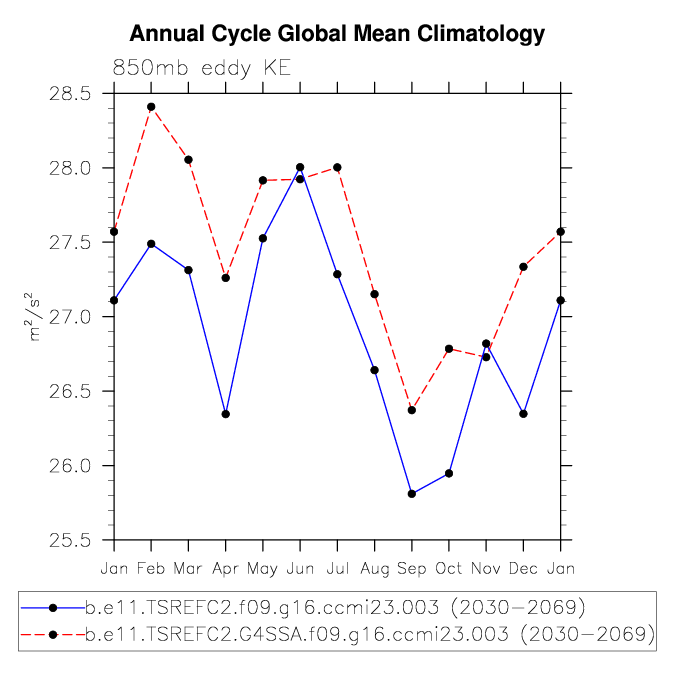 Annual Cycle Global Mean Climatology
850mb eddy KE
28.5
28.0
27.5
27.0
26.5
26.0
25.5
m²/s²
Jan Feb Mar Apr May Jun Jul Aug Sep Oct Nov Dec Jan
b.e11.TSREFC2.f09.g16.ccmi23.003 (2030-2069)
b.e11.TSREFC2.G4SSA.f09.g16.ccmi23.003 (2030-2069)